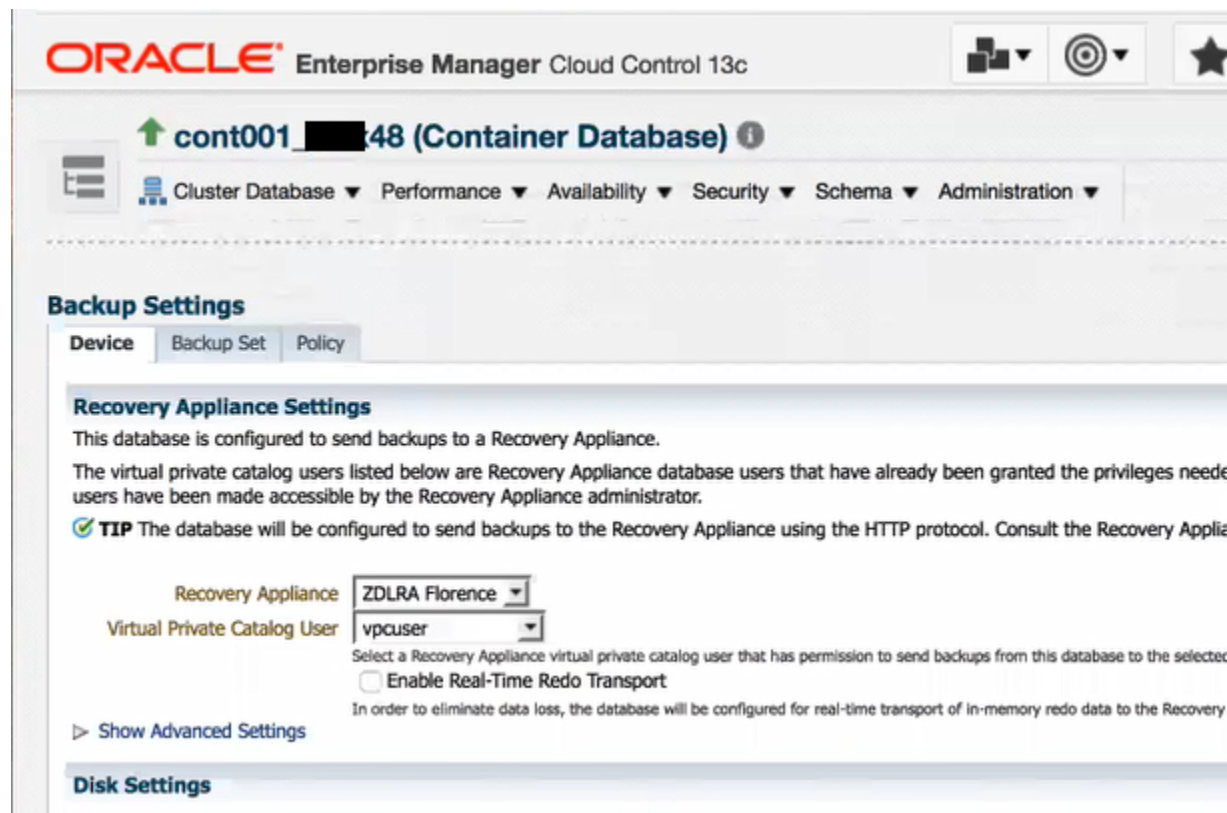 ORACLE Enterprise Manager Cloud Control 13c
cont001_ 48 (Container Database)
Cluster Database Performance Availability Security Schema Administration
Backup Settings
Device Backup Set Policy
Recovery Appliance Settings
This database is configured to send backups to a Recovery Appliance.
The virtual private catalog users listed below are Recovery Appliance database users that have already been granted the privileges neede
users have been made accessible by the Recovery Appliance administrator.
TIP The database will be configured to send backups to the Recovery Appliance using the HTTP protocol. Consult the Recovery Applia
Recovery Appliance ZDLRA Florence
Virtual Private Catalog User vpcuser
Select a Recovery Appliance virtual private catalog user that has permission to send backups from this database to the selected
Enable Real-Time Redo Transport
In order to eliminate data loss, the database will be configured for real-time transport of in-memory redo data to the Recovery
Show Advanced Settings
Disk Settings